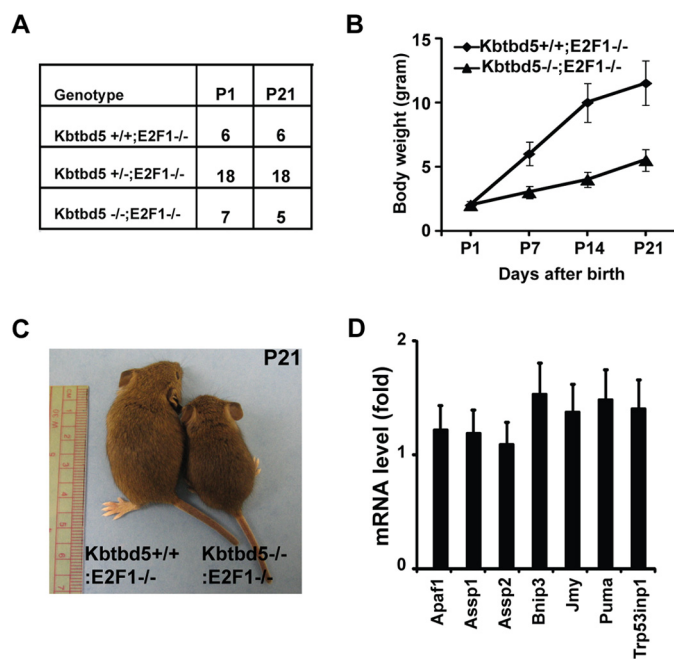 A
Genotype P1 P21
Kbtbd5 +/+;E2F1-/- 6 6
Kbtbd5 +/-;E2F1-/- 18 18
Kbtbd5 -/-;E2F1-/- 7 5
B
Kbtbd5+/+;E2F1-/-
Kbtbd5-/-;E2F1-/-
Body weight (gram)
15
10
5
0
P1 P7 P14 P21
Days after birth
C
P21
Kbtbd5+/+
:E2F1-/-
Kbtbd5-/-
:E2F1-/-
D
mRNA level (fold)
2
1
0
Apaf1
Assp1
Assp2
Bnip3
Jmy
Puma
Trp53inp1